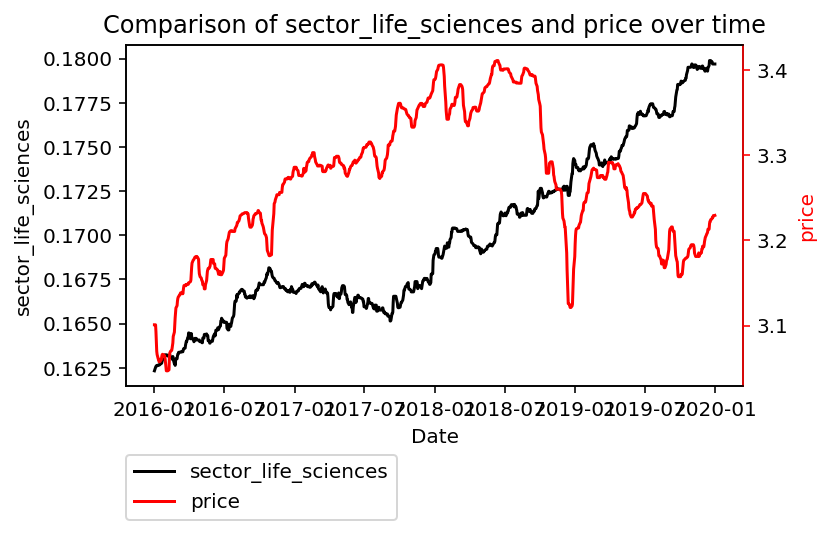 Comparison of sector_life_sciences and price over time
0.1800
0.1775
0.1750
0.1725
0.1700
0.1675
0.1650
0.1625
sector_life_sciences
3.4
3.3
3.2
3.1
price
2016-01 2016-07 2017-01 2017-07 2018-01 2018-07 2019-01 2019-07 2020-01
Date
sector_life_sciences
price